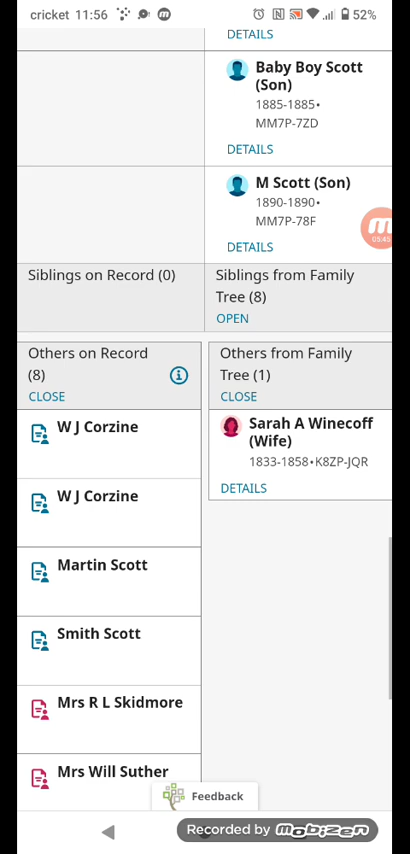 cricket 11:56
52%
DETAILS
Baby Boy Scott
(Son)
1885-1885•
MM7P-7ZD
DETAILS
M Scott (Son)
1890-1890•
MM7P-78F
03:45
DETAILS
Siblings on Record (0)
Siblings from Family
Tree (8)
OPEN
Others on Record
(8)
CLOSE
Others from Family
Tree (1)
CLOSE
W J Corzine
W J Corzine
Martin Scott
Smith Scott
Mrs R L Skidmore
Mrs Will Suther
Sarah A Winecoff
(Wife)
1833-1858•K8ZP-JQR
DETAILS
Feedback
Recorded by mobizen